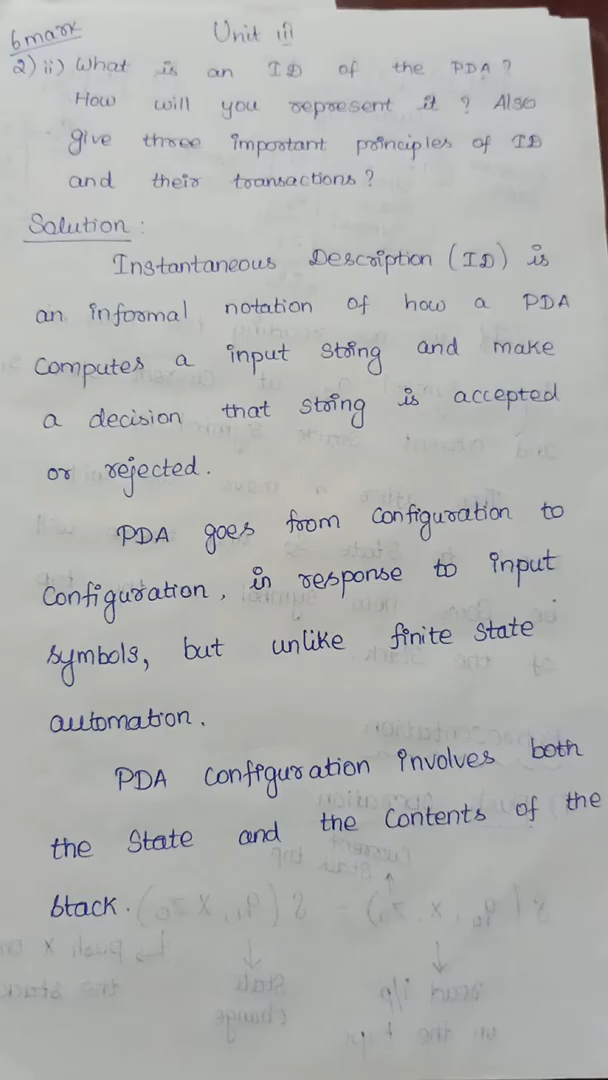 6mark Unit III
2) ii) What is an ID of the PDA?
How will you represent it? Also
give three important principles of ID
and their transactions?
Solution:
Instantaneous Description (ID) is
an informal notation of how a PDA
computes a input string and make
a decision that string is accepted
or rejected.
PDA goes from configuration to
configuration, in response to input
symbols, but unlike finite state
automation.
PDA configuration involves both
the state and the contents of the
stack.